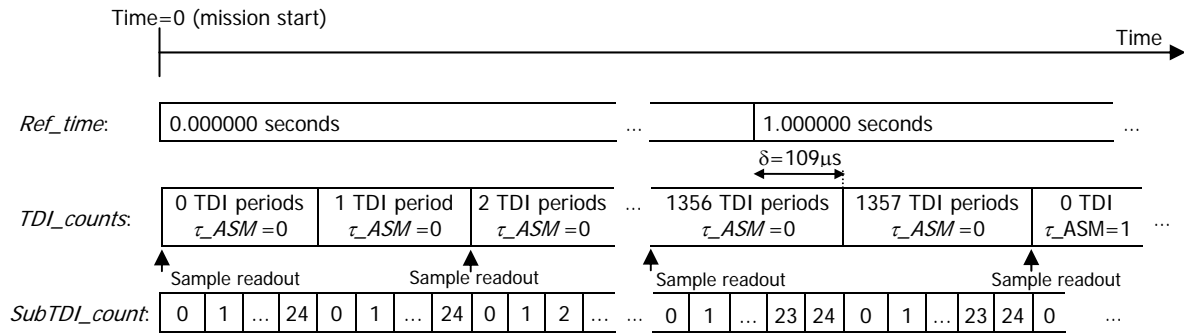 Time=0 (mission start)
Time
Ref_time:
0.000000 seconds
...
1.000000 seconds
...
δ=109μs
TDI_counts:
0 TDI periods
τ_ASM =0
1 TDI period
τ_ASM =0
2 TDI periods
τ_ASM =0
...
1356 TDI periods
τ_ASM =0
1357 TDI periods
τ_ASM =0
0 TDI
τ_ASM=1
...
Sample readout
Sample readout
Sample readout
Sample readout
SubTDI_count: 0 1 ... 24 0 1 ... 24 0 1 2 ... ... 0 1 ... 23 24 0 1 ... 23 24 0 ...